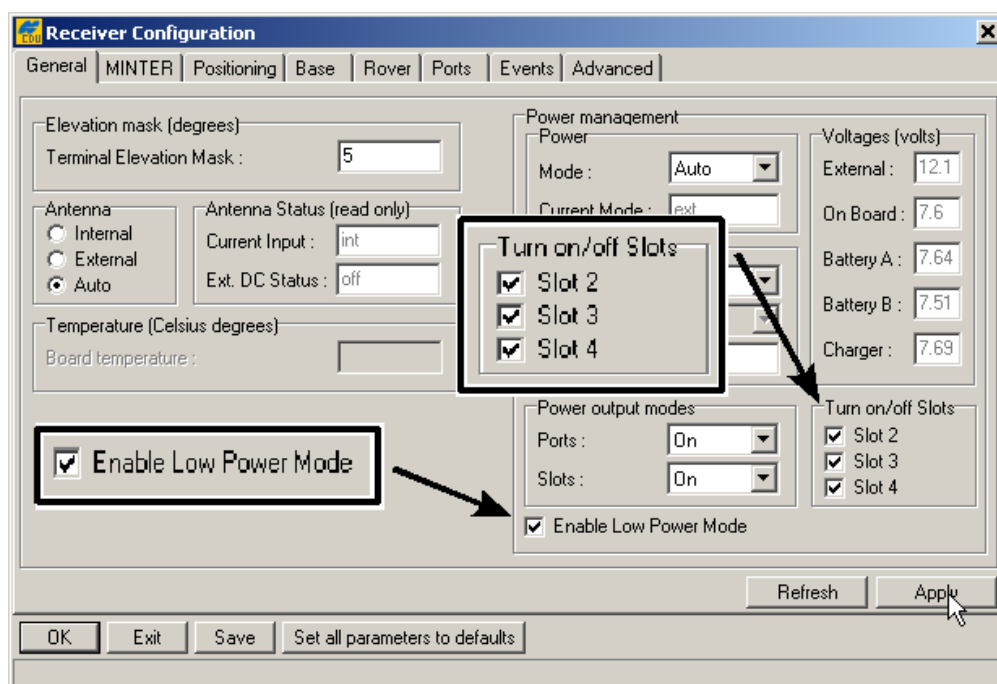 EDU
Receiver Configuration
General MINTER Positioning Base Rover Ports Events Advanced
Elevation mask (degrees)
Terminal Elevation Mask : 5
Antenna
Internal
External
Auto
Antenna Status (read only)
Current Input : int
Ext. DC Status : off
Temperature (Celsius degrees)
Board temperature :
Enable Low Power Mode
Power management
Power
Mode : Auto
Current Mode : ext
Turn on/off Slots
Slot 2
Slot 3
Slot 4
Voltages (volts)
External : 12.1
On Board : 7.6
Battery A : 7.64
Battery B : 7.51
Charger : 7.69
Power output modes
Ports : On
Slots : On
Turn on/off Slots
Slot 2
Slot 3
Slot 4
Enable Low Power Mode
Refresh Apply
OK Exit Save Set all parameters to defaults